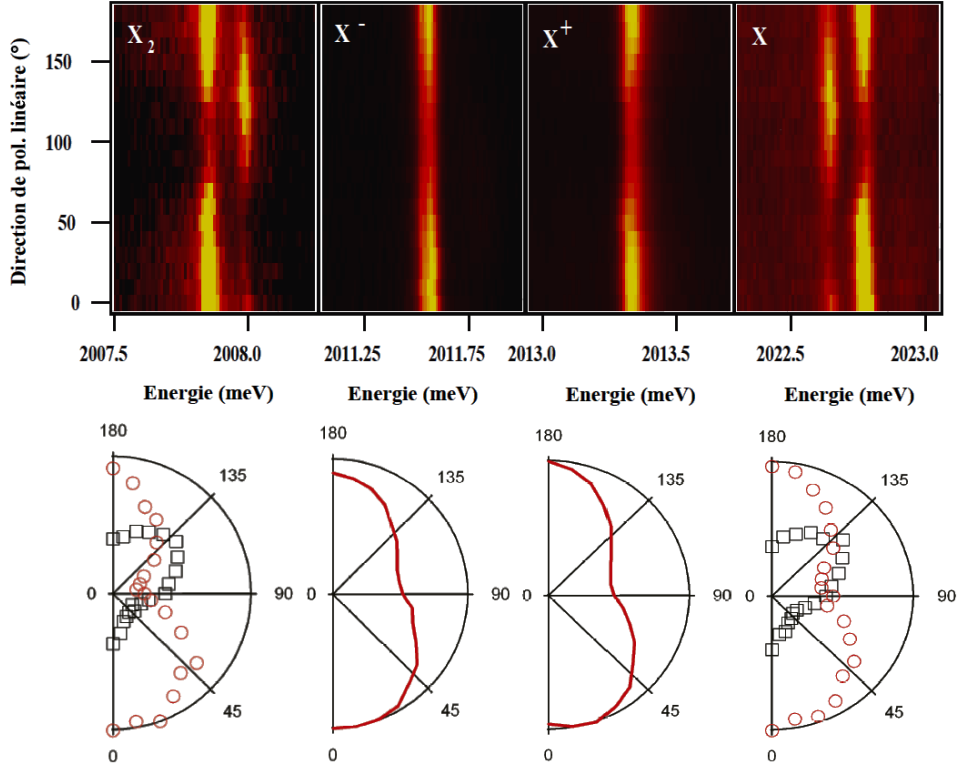 Direction de pol. linéaire (°)
X2
X -
X +
X
150
100
50
0
2007.5 2008.0 2011.25 2011.75 2013.0 2013.5 2022.5 2023.0
Energie (meV) Energie (meV) Energie (meV) Energie (meV)
180 180 180 180
135 135 135 135
0 90 0 90 0 90 0 90
45 45 45 45
0 0 0 0